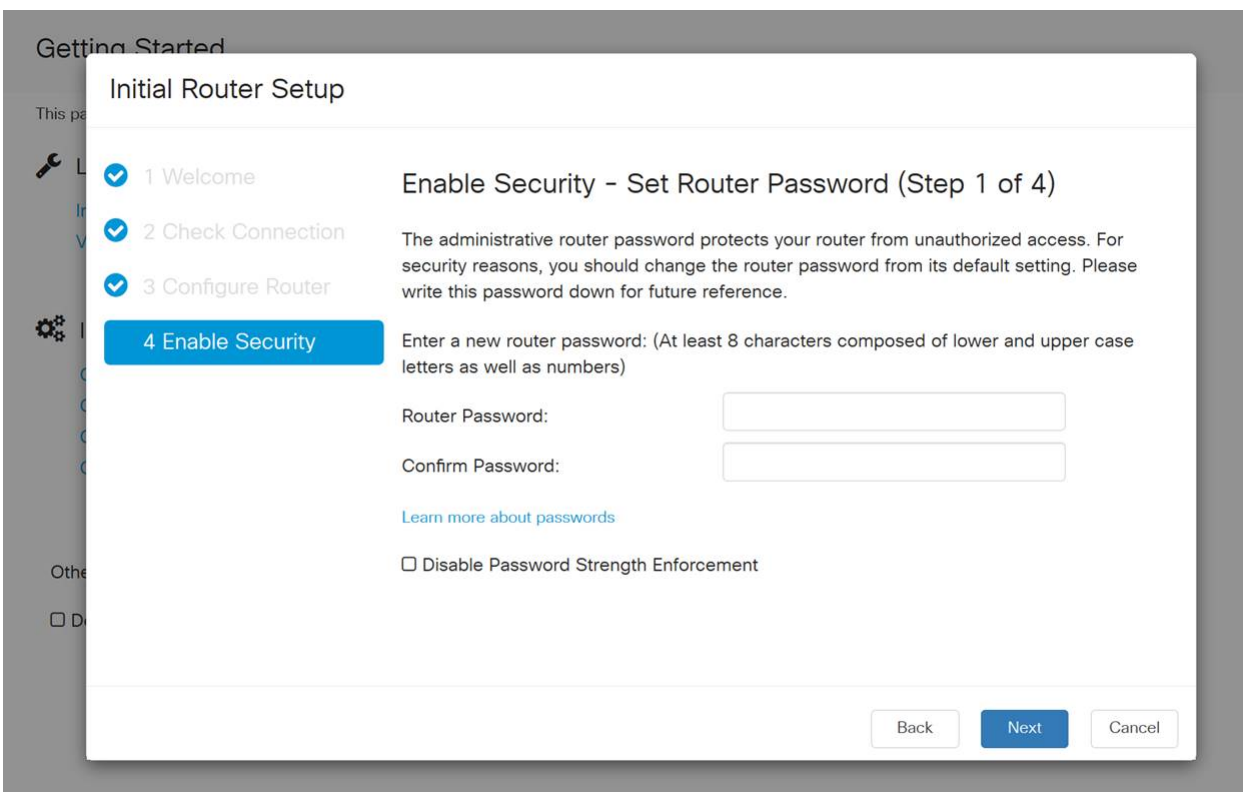 Getting Started
Initial Router Setup
This pa
1 Welcome
2 Check Connection
3 Configure Router
4 Enable Security
Enable Security - Set Router Password (Step 1 of 4)
The administrative router password protects your router from unauthorized access. For
security reasons, you should change the router password from its default setting. Please
write this password down for future reference.
Enter a new router password: (At least 8 characters composed of lower and upper case
letters as well as numbers)
Router Password:
Confirm Password:
Learn more about passwords
Disable Password Strength Enforcement
Othe
Back
Next
Cancel